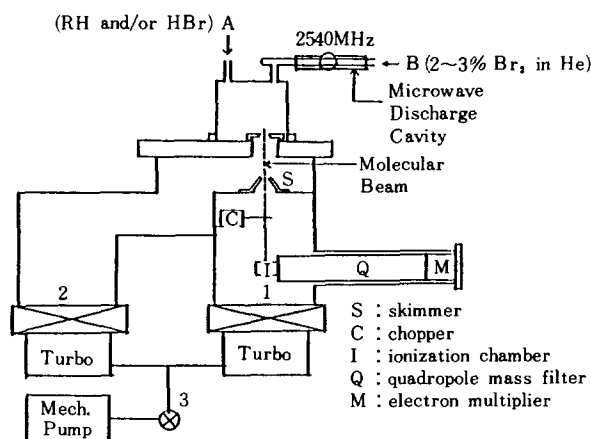 (RH and/or HBr) A
2540MHz
B (2~3% Br, in He)
Microwave
Discharge
Cavity
Molecular
Beam
S
C
I
Q
M
1
2
Turbo
Turbo
3
Mech.
Pump
S : skimmer
C : chopper
I : ionization chamber
Q : quadropole mass filter
M : electron multiplier